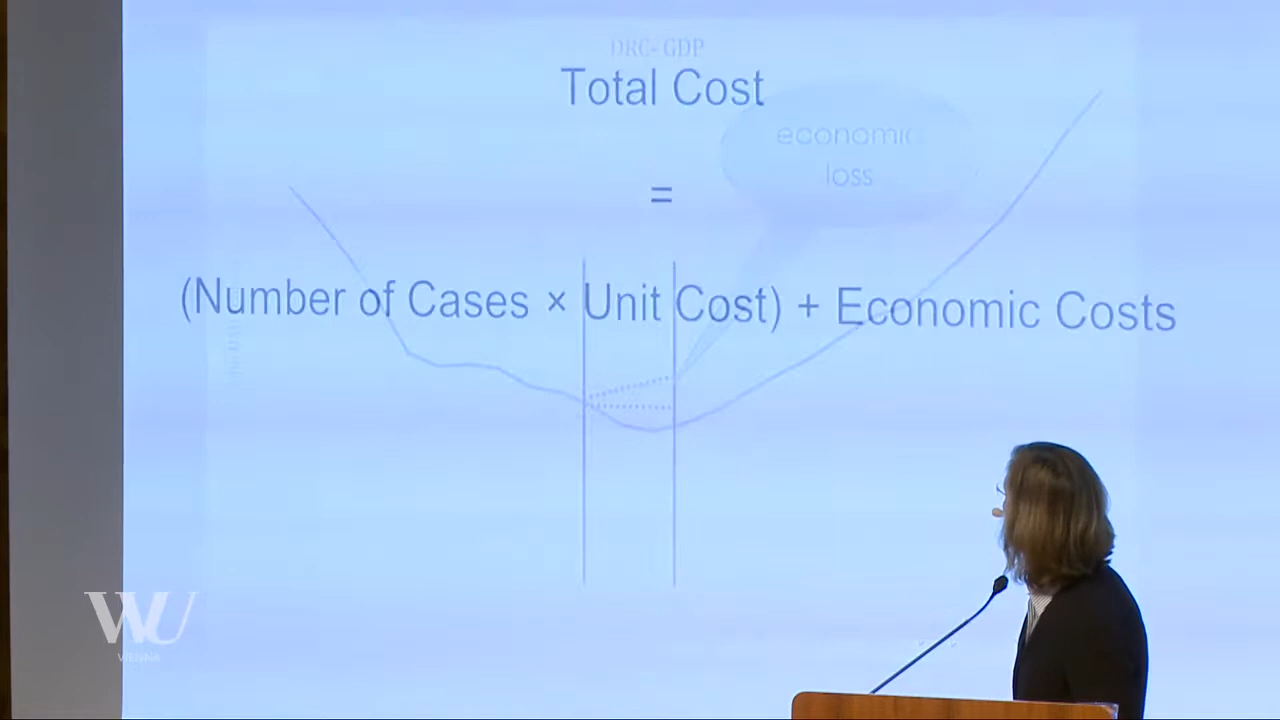 DRC- GDP
Total Cost
economic
loss
=
(Number of Cases × Unit Cost) + Economic Costs
WU
VIENNA